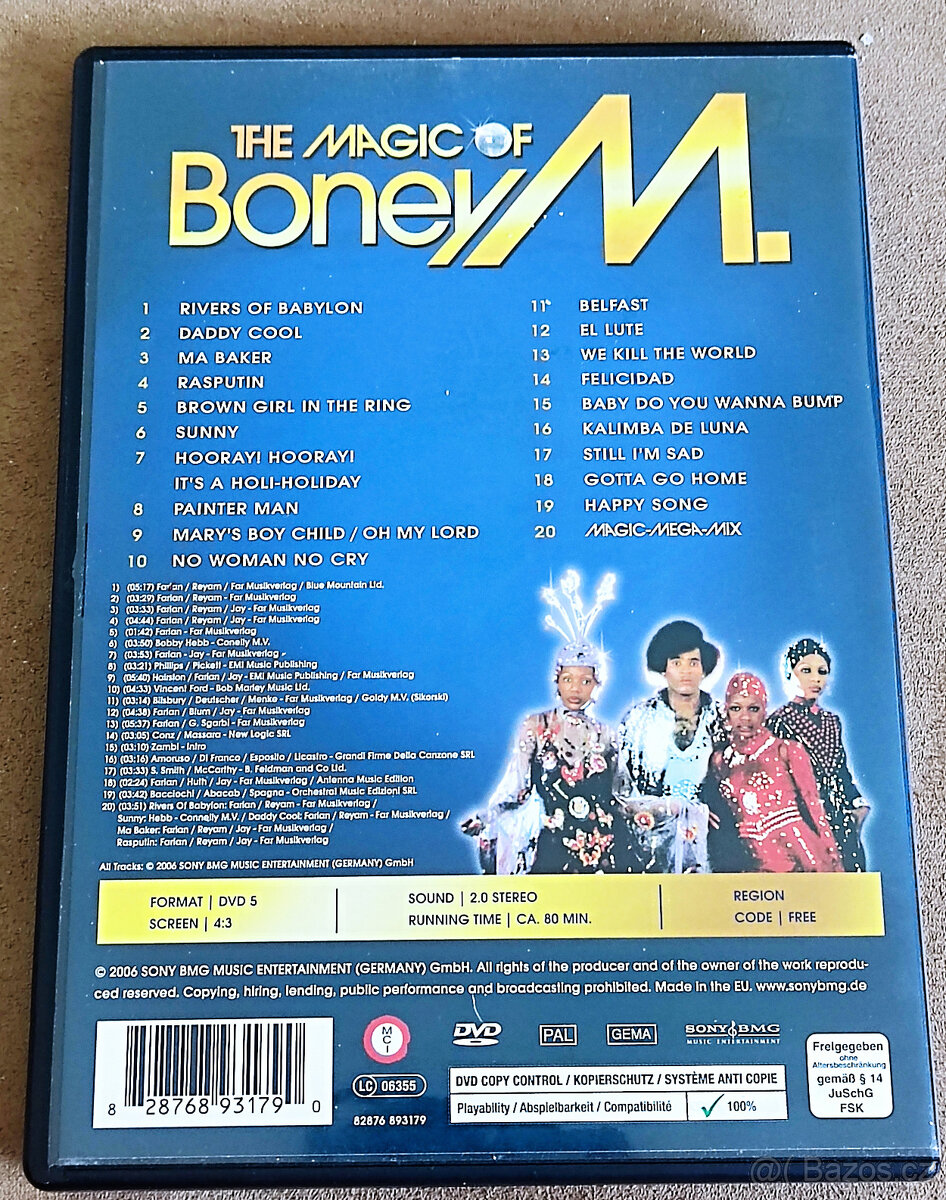 THE MAGIC OF
Boney M.
1 RIVERS OF BABYLON
2 DADDY COOL
3 MA BAKER
4 RASPUTIN
5 BROWN GIRL IN THE RING
6 SUNNY
7 HOORAY! HOORAY!
IT'S A HOLI-HOLIDAY
8 PAINTER MAN
9 MARY'S BOY CHILD / OH MY LORD
10 NO WOMAN NO CRY
11 BELFAST
12 EL LUTE
13 WE KILL THE WORLD
14 FELICIDAD
15 BABY DO YOU WANNA BUMP
16 KALIMBA DE LUNA
17 STILL I'M SAD
18 GOTTA GO HOME
19 HAPPY SONG
20 MAGIC-MEGA-MIX
1) (05:17) Farian / Reyam / Far Musikverlag / Blue Mountain Ltd.
2) (03:29) Farian / Reyam - Far Musikverlag
3) (03:33) Farian / Reyam / Jay - Far Musikverlag
4) (04:44) Farian / Reyam / Jay - Far Musikverlag
5) (01:42) Farian - Far Musikverlag
6) (03:50) Bobby Hebb - Conelly M.V.
7) (03:53) Farian - Jay - Far Musikverlag
8) (03:21) Phillips / Pickett - EMI Music Publishing
9) (05:40) Hairston / Farian / Jay - EMI Music Publishing / Far Musikverlag
10) (04:33) Vincent Ford - Bob Marley Music Ltd.
11) (03:14) Billsbury / Deutscher / Menke - Far Musikverlag / Goldy M.V. (Sikorski)
12) (04:38) Farian / Blum / Jay - Far Musikverlag
13) (05:37) Farian / G. Sgarbi - Far Musikverlag
14) (03:05) Conz / Massara - New Logic SRL
15) (03:10) Zambi - Intro
16) (03:16) Amoruso / Di Franco / Esposito / Licastro - Grandi Firme Della Canzone SRL
17) (03:33) S. Smith / McCarthy - B. Feldman and Co Ltd.
18) (02:24) Farian / Huth / Jay - Far Musikverlag / Antenna Music Edition
19) (03:42) Bacciochi / Abacab / Spagna - Orchestral Music Edizioni SRL
20) (03:51) Rivers Of Babylon: Farian / Reyam - Far Musikverlag /
Sunny: Hebb - Connelly M.V. / Daddy Cool: Farian / Reyam - Far Musikverlag /
Ma Baker: Farian / Reyam / Jay - Far Musikverlag /
Rasputin: Farian / Reyam / Jay - Far Musikverlag
All Tracks: © 2006 SONY BMG MUSIC ENTERTAINMENT (GERMANY) GmbH
FORMAT | DVD 5
SCREEN | 4:3
SOUND | 2.0 STEREO
RUNNING TIME | CA. 80 MIN.
REGION
CODE | FREE
© 2006 SONY BMG MUSIC ENTERTAINMENT (GERMANY) GmbH. All rights of the producer and of the owner of the work reprodu-
ced reserved. Copying, hiring, lending, public performance and broadcasting prohibited. Made in the EU. www.sonybmg.de
8 28768 93179 0
MCI
LC 06355
82876 893179
DVD
PAL
GEMA
SONY BMG
MUSIC ENTERTAINMENT
DVD COPY CONTROL / KOPIERSCHUTZ / SYSTÈME ANTI COPIE
Playability / Abspielbarkeit / Compatibilité ✓ 100%
Freigegeben
ohne
Altersbeschränkung
gemäß § 14
JuSchG
FSK
@( Bazos.cz